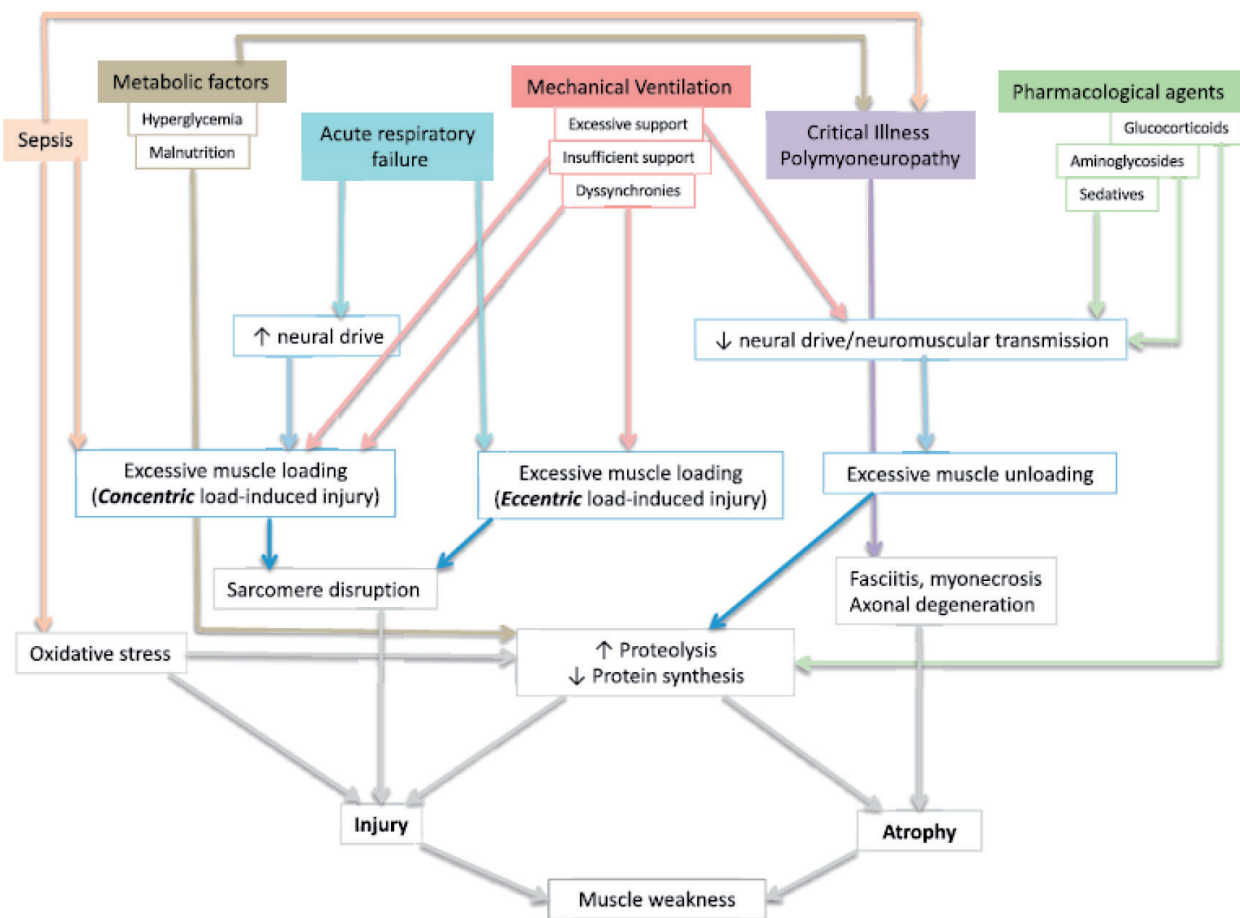 Metabolic factors
Hyperglycemia
Malnutrition
Sepsis
Acute respiratory
failure
Mechanical Ventilation
Excessive support
Insufficient support
Dyssynchronies
Critical Illness
Polymyoneuropathy
Pharmacological agents
Glucocorticoids
Aminoglycosides
Sedatives
↑ neural drive
↓ neural drive/neuromuscular transmission
Excessive muscle loading
(Concentric load-induced injury)
Excessive muscle loading
(Eccentric load-induced injury)
Excessive muscle unloading
Sarcomere disruption
Fasciitis, myonecrosis
Axonal degeneration
Oxidative stress
↑ Proteolysis
↓ Protein synthesis
Injury
Atrophy
Muscle weakness